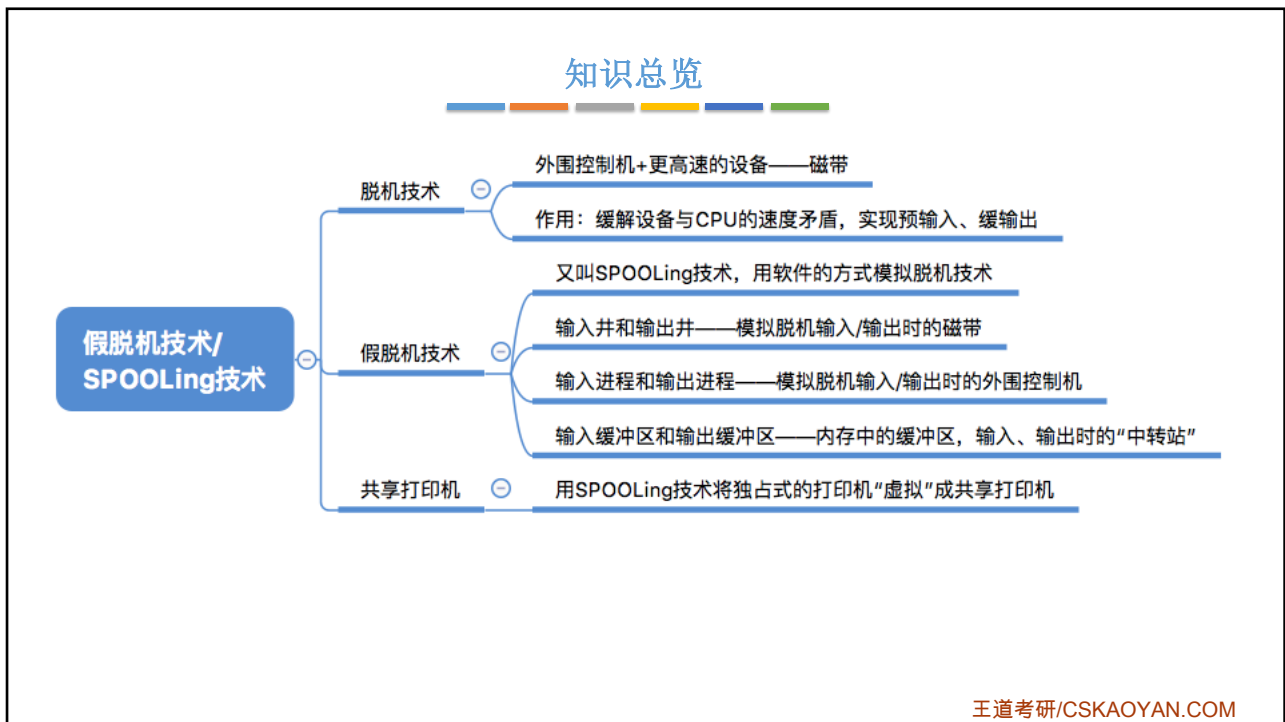 知识总览
脱机技术
外围控制机+更高速的设备——磁带
作用：缓解设备与CPU的速度矛盾，实现预输入、缓输出
假脱机技术/
SPOOLing技术
假脱机技术
又叫SPOOLing技术，用软件的方式模拟脱机技术
输入井和输出井——模拟脱机输入/输出时的磁带
输入进程和输出进程——模拟脱机输入/输出时的外围控制机
输入缓冲区和输出缓冲区——内存中的缓冲区，输入、输出时的“中转站”
共享打印机
用SPOOLing技术将独占式的打印机“虚拟”成共享打印机
王道考研/CSKAOYAN.COM